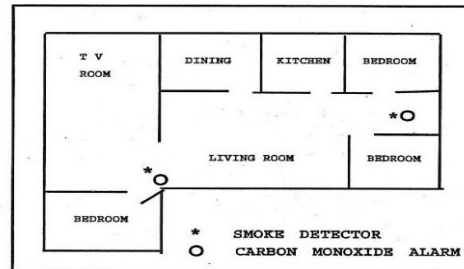 T V
ROOM
DINING
KITCHEN
BEDROOM
* O
LIVING ROOM
BEDROOM
* O
BEDROOM
* SMOKE DETECTOR
O CARBON MONOXIDE ALARM